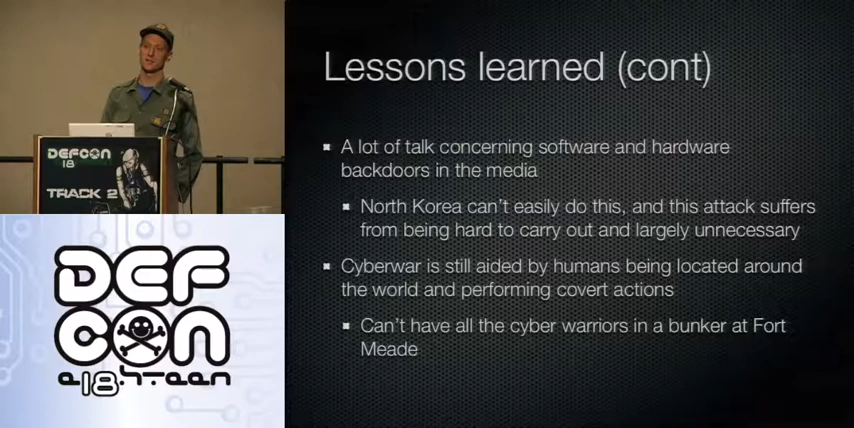 DEFCON
18
TRACK 2
DEF
CON
e18hteen
Lessons learned (cont)
A lot of talk concerning software and hardware
backdoors in the media
North Korea can't easily do this, and this attack suffers
from being hard to carry out and largely unnecessary
Cyberwar is still aided by humans being located around
the world and performing covert actions
Can't have all the cyber warriors in a bunker at Fort
Meade